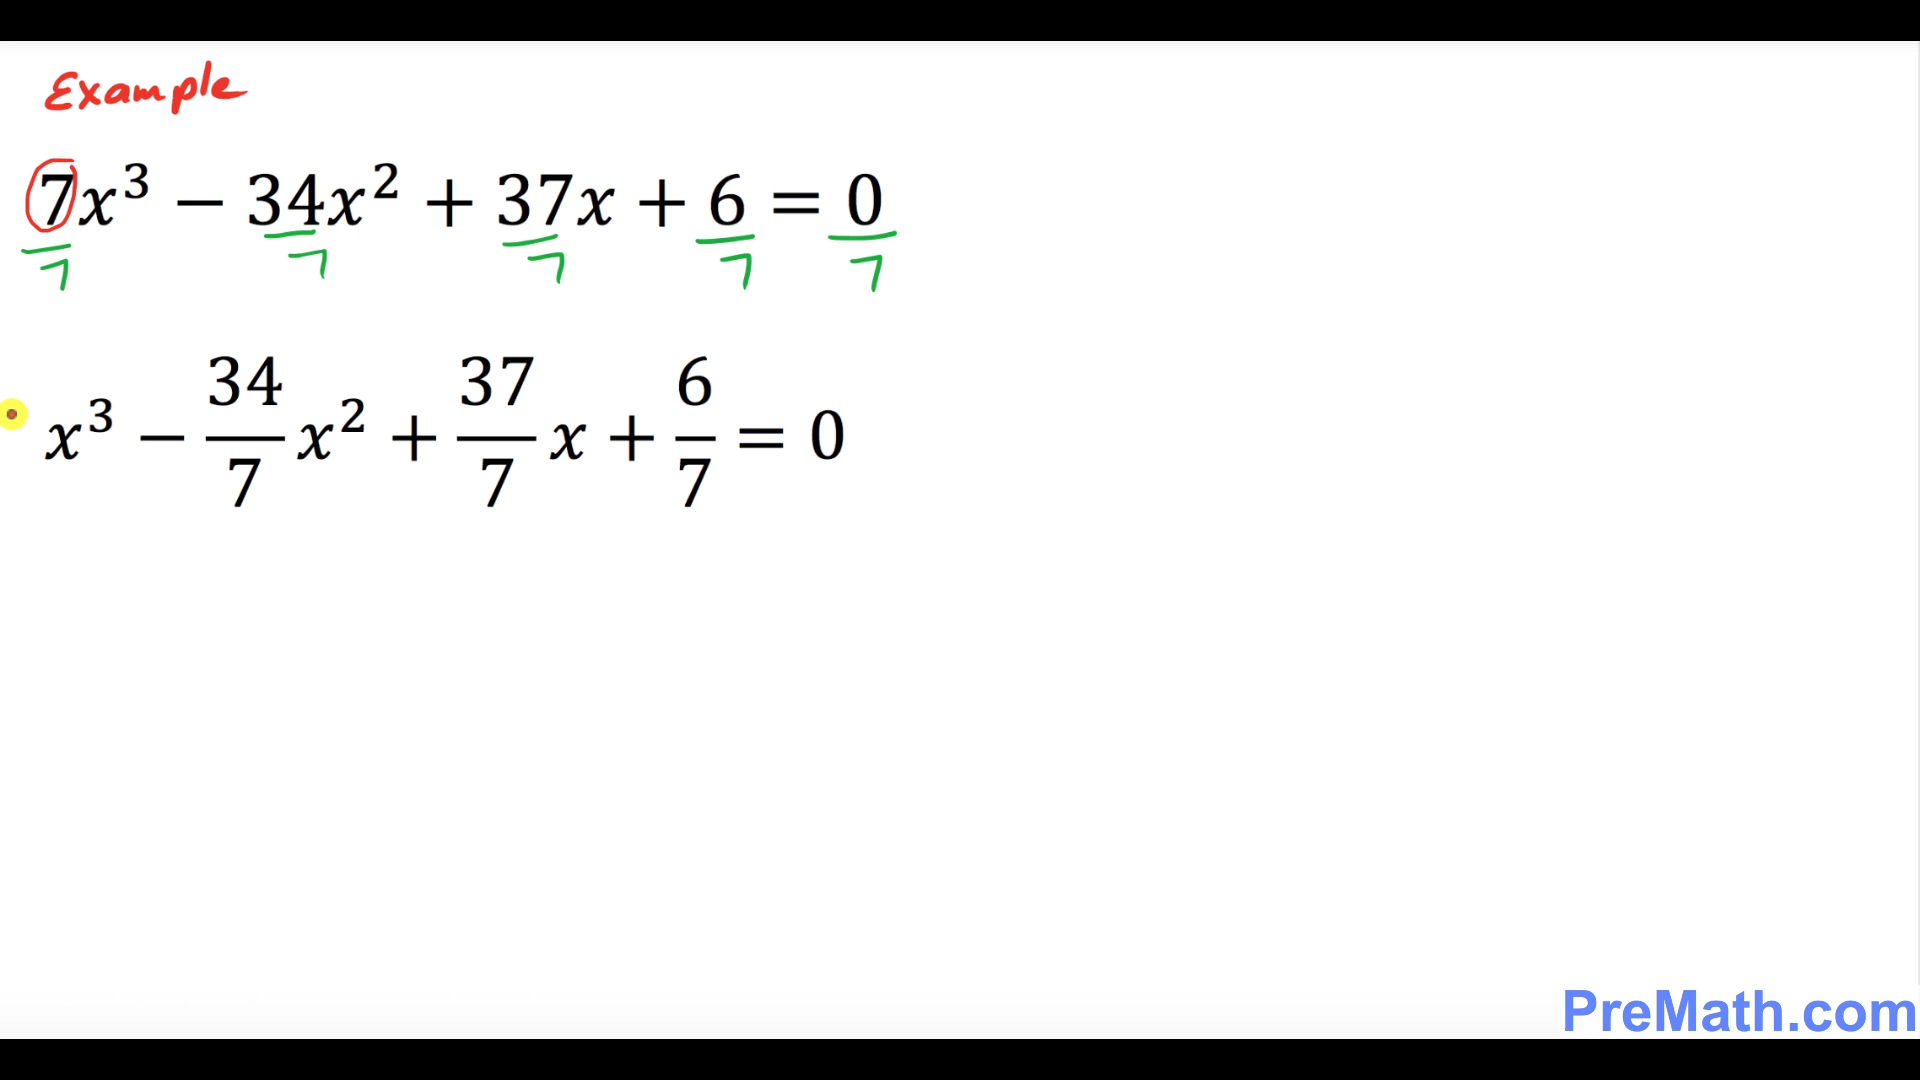 Example
7x³ − 34x² + 37x + 6 = 0
7 7 7 7 7
x³ − 34/7 x² + 37/7 x + 6/7 = 0
PreMath.com